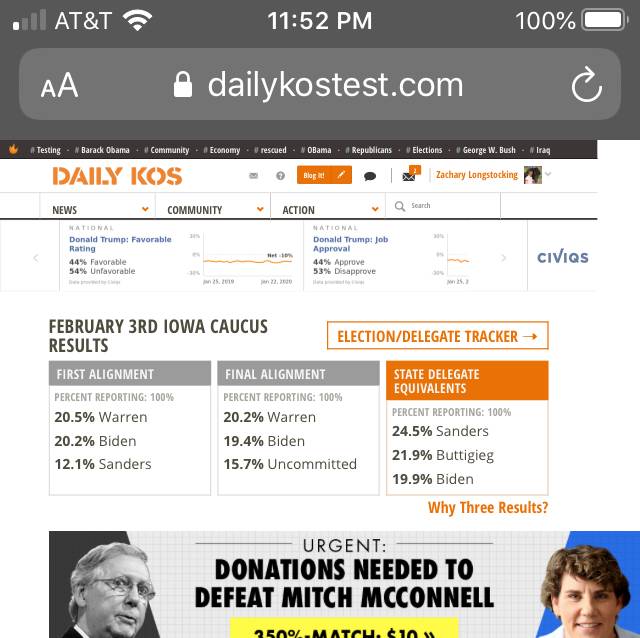 AT&T 11:52 PM 100%
AA dailykostest.com
# Testing · # Barack Obama · # Community · # Economy · # rescued · # OBama · # Republicans · # Elections · # George W. Bush · # Iraq
DAILY KOS Blog it! 2 Zachary Longstocking
NEWS COMMUNITY ACTION Search
NATIONAL
Donald Trump: Favorable
Rating
44% Favorable
54% Unfavorable
Data provided by Civiqs
30%
0%
-30%
Net -10%
Jan 25, 2019 Jan 22, 2020
NATIONAL
Donald Trump: Job
Approval
44% Approve
53% Disapprove
Data provided by Civiqs
30%
0%
-30%
Jan 25, 2
CIVIQS
FEBRUARY 3RD IOWA CAUCUS
RESULTS
ELECTION/DELEGATE TRACKER →
FIRST ALIGNMENT
PERCENT REPORTING: 100%
20.5% Warren
20.2% Biden
12.1% Sanders
FINAL ALIGNMENT
PERCENT REPORTING: 100%
20.2% Warren
19.4% Biden
15.7% Uncommitted
STATE DELEGATE
EQUIVALENTS
PERCENT REPORTING: 100%
24.5% Sanders
21.9% Buttigieg
19.9% Biden
Why Three Results?
URGENT:
DONATIONS NEEDED TO
DEFEAT MITCH MCCONNELL
350%-MATCH: $10 »